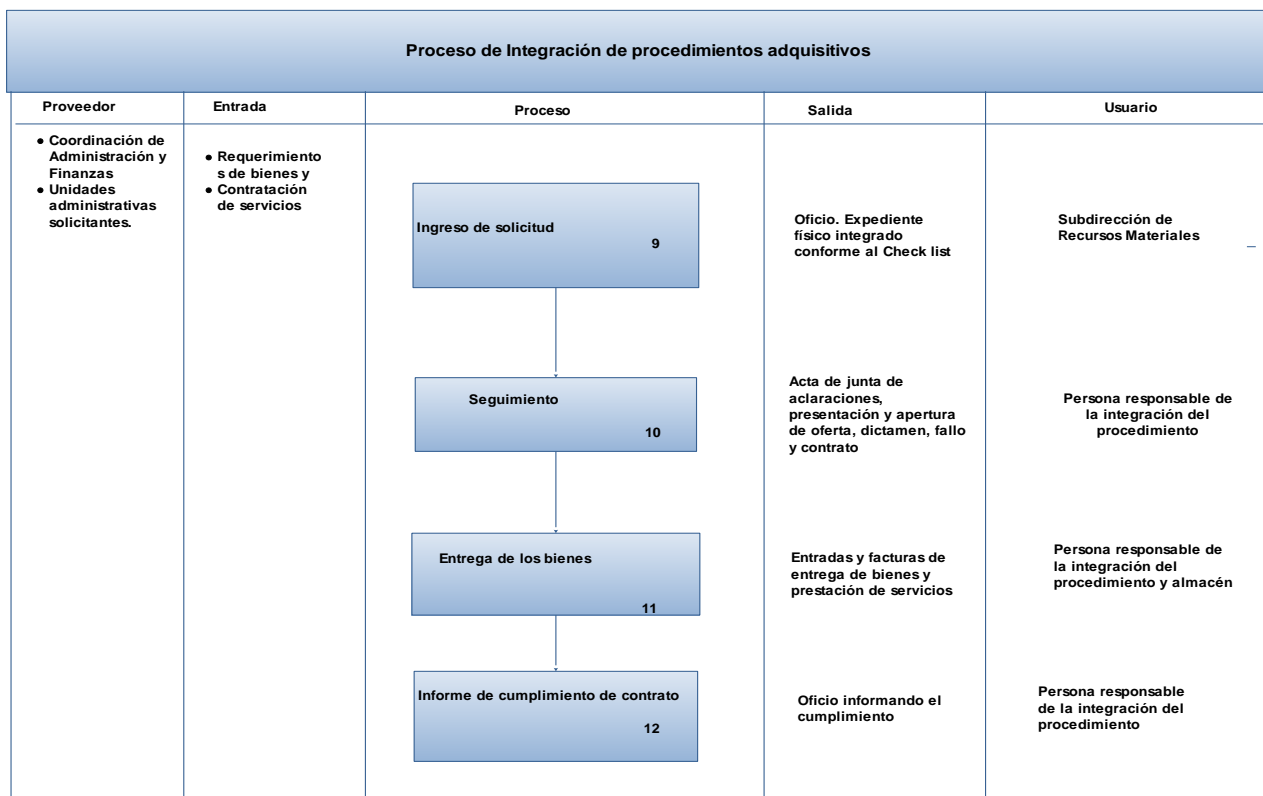 Proceso de Integración de procedimientos adquisitivos
Proveedor
Entrada
Proceso
Salida
Usuario
● Coordinación de
Administración y
Finanzas
● Unidades
administrativas
solicitantes.
● Requerimiento
s de bienes y
● Contratación
de servicios
Ingreso de solicitud
9
Oficio. Expediente
físico integrado
conforme al Check list
Subdirección de
Recursos Materiales
Seguimiento
10
Acta de junta de
aclaraciones,
presentación y apertura
de oferta, dictamen, fallo
y contrato
Persona responsable de
la integración del
procedimiento
Entrega de los bienes
11
Entradas y facturas de
entrega de bienes y
prestación de servicios
Persona responsable de
la integración del
procedimiento y almacén
Informe de cumplimiento de contrato
12
Oficio informando el
cumplimiento
Persona responsable
de la integración del
procedimiento